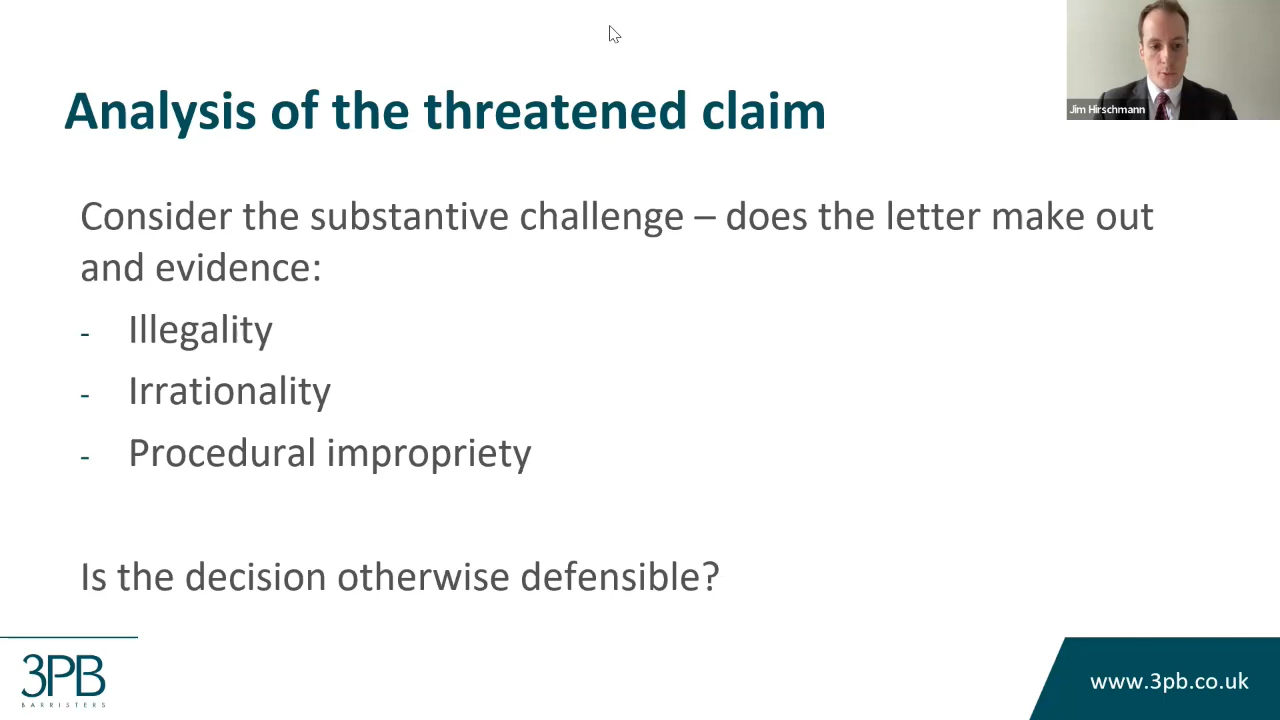 Analysis of the threatened claim
Jim Hirschmann
Consider the substantive challenge – does the letter make out
and evidence:
- Illegality
- Irrationality
- Procedural impropriety
Is the decision otherwise defensible?
3PB
BARRISTERS
www.3pb.co.uk